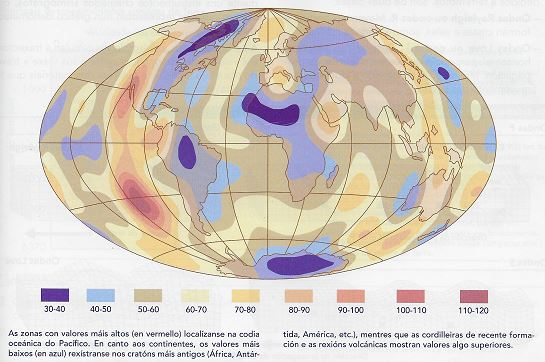 30-40 40-50 50-60 60-70 70-80 80-90 90-100 100-110 110-120
As zonas con valores máis altos (en vermello) localízanse na codia
oceánica do Pacífico. En canto aos continentes, os valores máis
baixos (en azul) rexístranse nos cratóns máis antigos (África, Antár-
tida, América, etc.), mentres que as cordilleiras de recente forma-
ción e as rexións volcánicas mostran valores algo superiores.